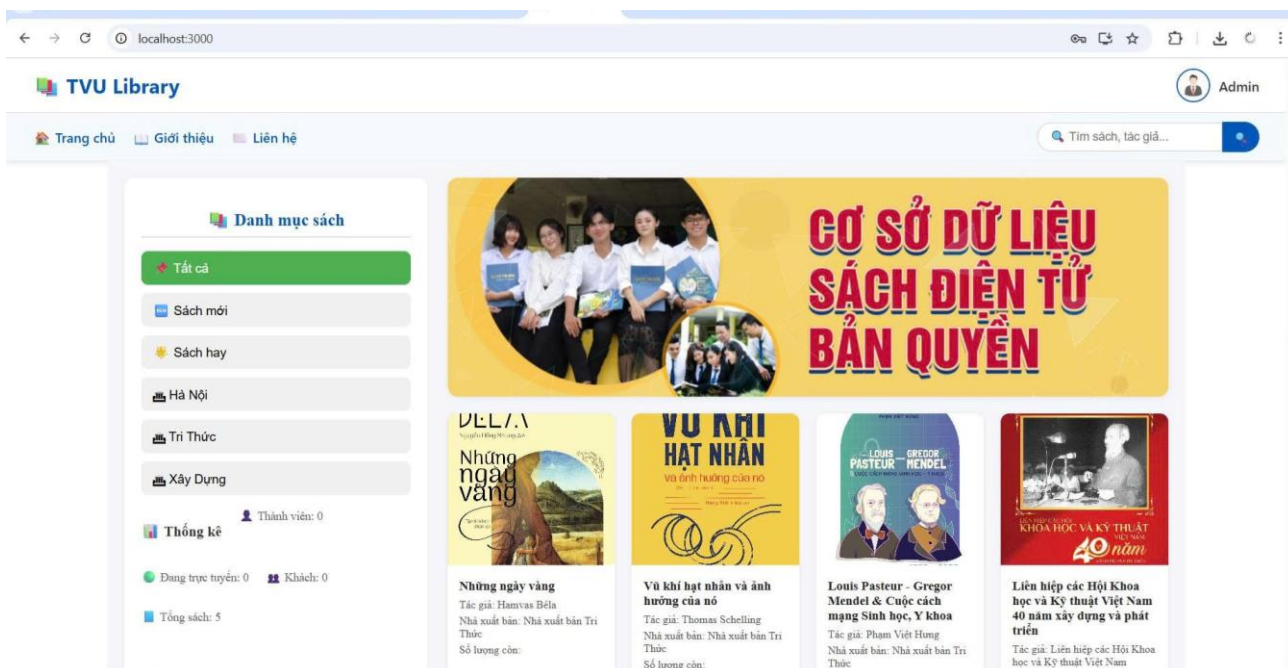 localhost:3000
TVU Library
Admin
Trang chủ
Giới thiệu
Liên hệ
Tìm sách, tác giả...
Danh mục sách
Tất cả
Sách mới
Sách hay
Hà Nội
Tri Thức
Xây Dựng
Thành viên: 0
Thống kê
Đang trực tuyến: 0
Khách: 0
Tổng sách: 5
CƠ SỞ DỮ LIỆU
SÁCH ĐIỆN TỬ
BẢN QUYỀN
Những
ngày
vàng
Những ngày vàng
Tác giả: Hamvas Béla
Nhà xuất bản: Nhà xuất bản Tri
Thức
Số lượng còn:
VŨ KHÍ
HẠT NHÂN
và ảnh hưởng của nó
Vũ khí hạt nhân và ảnh
hưởng của nó
Tác giả: Thomas Schelling
Nhà xuất bản: Nhà xuất bản Tri
Thức
Số lượng còn:
LOUIS GREGOR
PASTEUR MENDEL
Louis Pasteur - Gregor
Mendel & Cuộc cách
mạng Sinh học, Y khoa
Tác giả: Phạm Việt Hưng
Nhà xuất bản: Nhà xuất bản Tri
Thức
LIÊN HIỆP CÁC HỘI
KHOA HỌC VÀ KỸ THUẬT
VIỆT NAM
40 năm
Liên hiệp các Hội Khoa
học và Kỹ thuật Việt Nam
40 năm xây dựng và phát
triển
Tác giả: Liên hiệp các Hội Khoa
học và Kỹ thuật Việt Nam